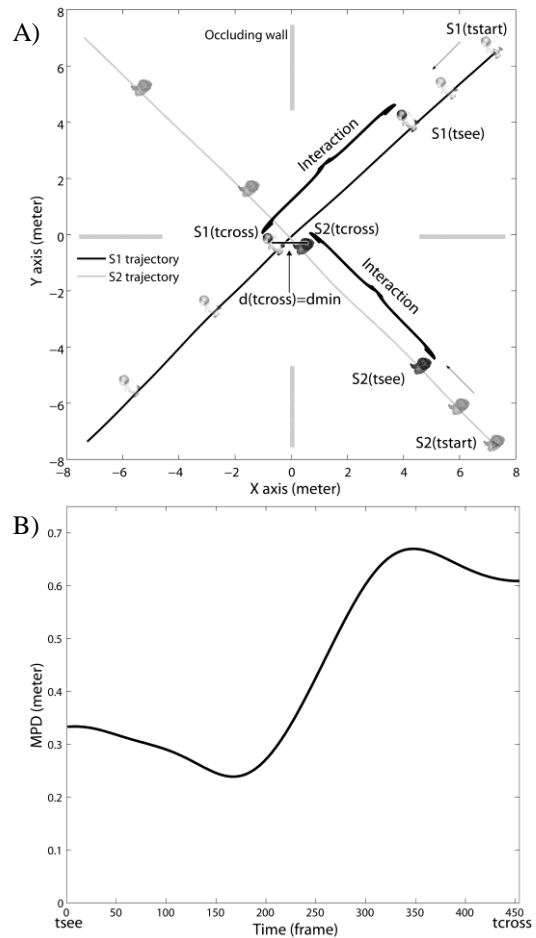 A)
8
6
4
2
0
−2
−4
−6
−8
Y axis (meter)
Occluding wall
S1(tstart)
S1(tsee)
Interaction
S1(tcross)
S2(tcross)
S1 trajectory
S2 trajectory
d(tcross)=dmin
Interaction
S2(tsee)
S2(tstart)
−8 −6 −4 −2 0 2 4 6 8
X axis (meter)
B)
0.7
0.6
0.5
0.4
0.3
0.2
0.1
0
MPD (meter)
0 50 100 150 200 250 300 350 400 450
tsee
Time (frame)
tcross